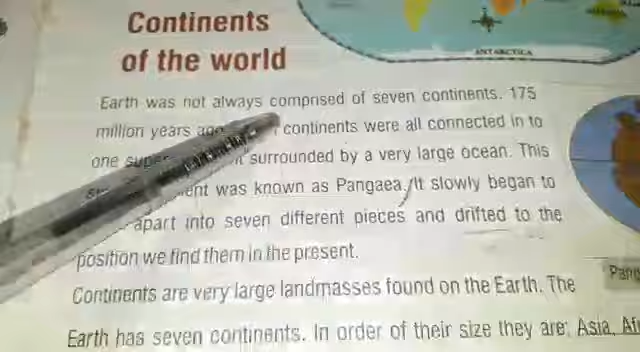 Continents
of the world
ANTARCTICA
Earth was not always comprised of seven continents. 175
million years ago continents were all connected in to
one surrounded by a very large ocean. This
was known as Pangaea. It slowly began to
apart into seven different pieces and drifted to the
position we find them in the present.
Continents are very large landmasses found on the Earth. The
Earth has seven continents. In order of their size they are: Asia,